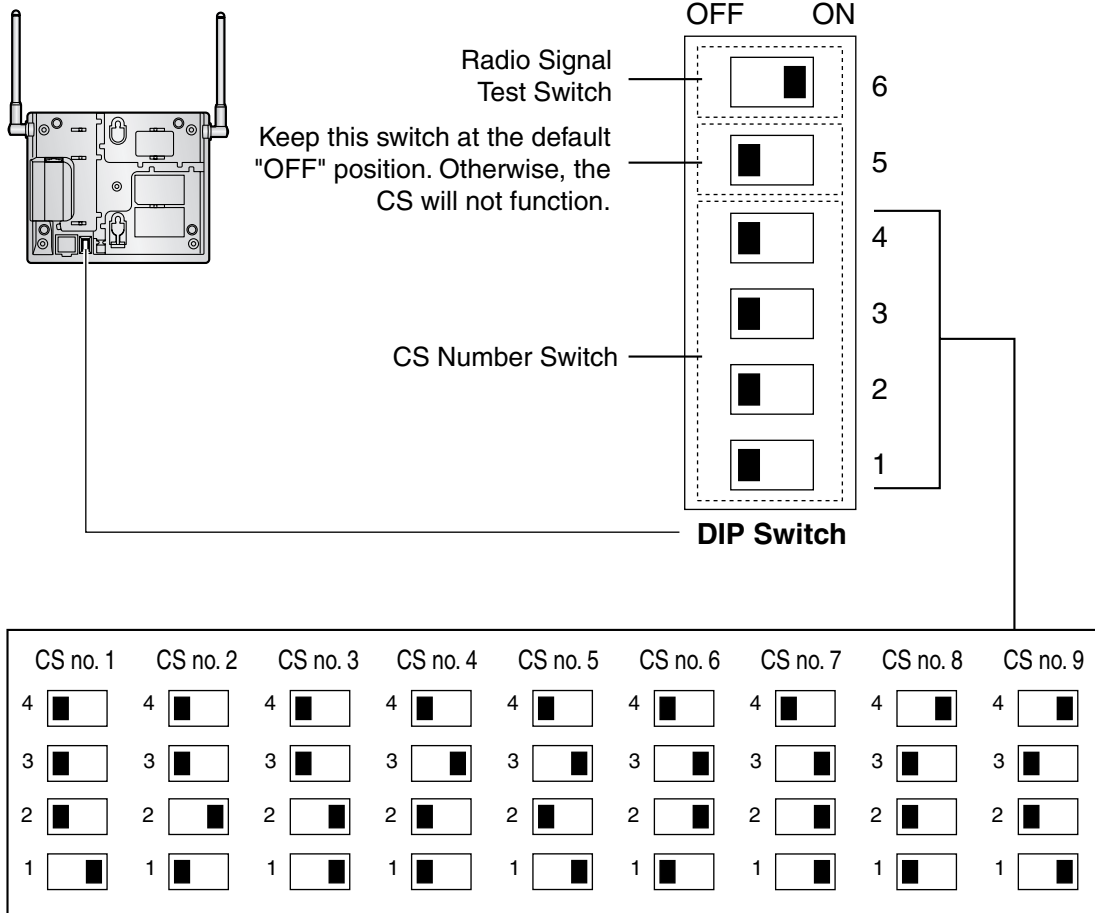 OFF ON
Radio Signal
Test Switch
6
Keep this switch at the default
"OFF" position. Otherwise, the
CS will not function.
5
4
3
CS Number Switch
2
1
DIP Switch
CS no. 1 CS no. 2 CS no. 3 CS no. 4 CS no. 5 CS no. 6 CS no. 7 CS no. 8 CS no. 9
4 4 4 4 4 4 4 4 4
3 3 3 3 3 3 3 3 3
2 2 2 2 2 2 2 2 2
1 1 1 1 1 1 1 1 1